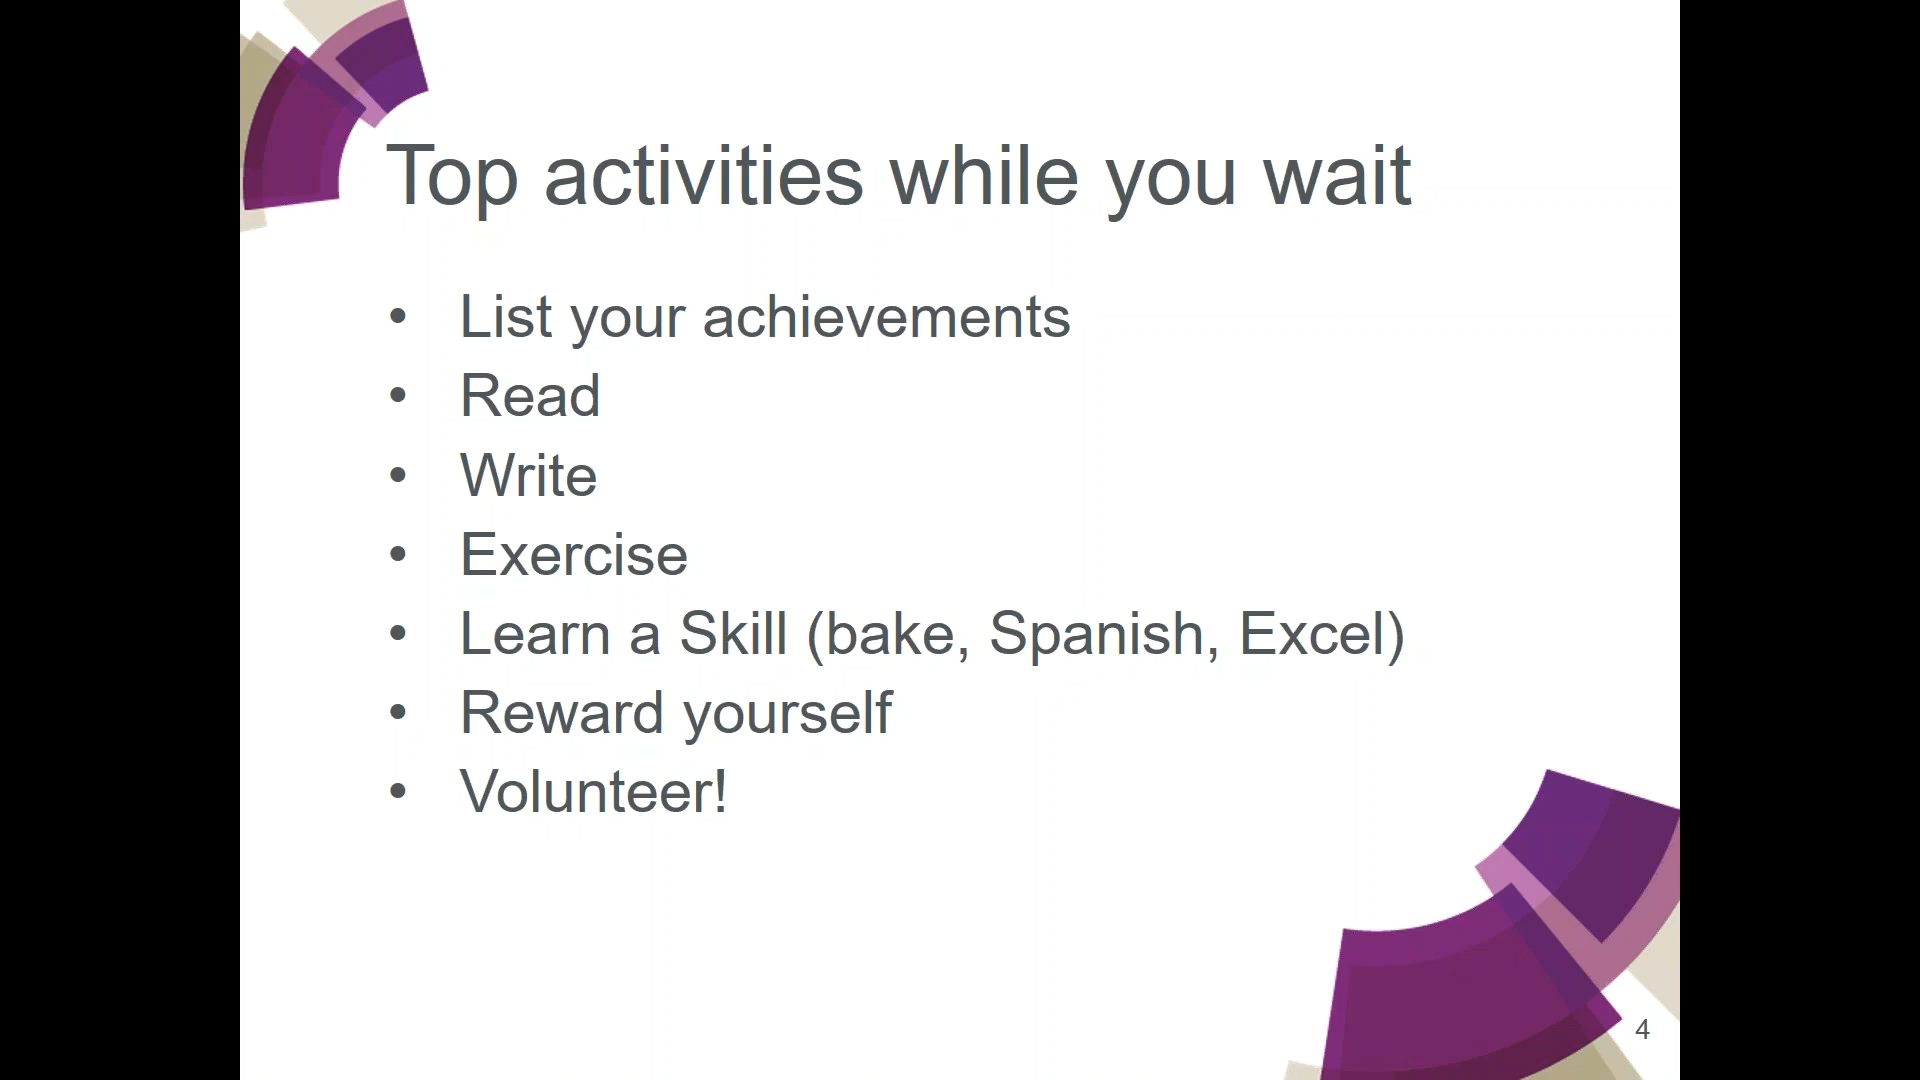 Top activities while you wait
• List your achievements
• Read
• Write
• Exercise
• Learn a Skill (bake, Spanish, Excel)
• Reward yourself
• Volunteer!
4